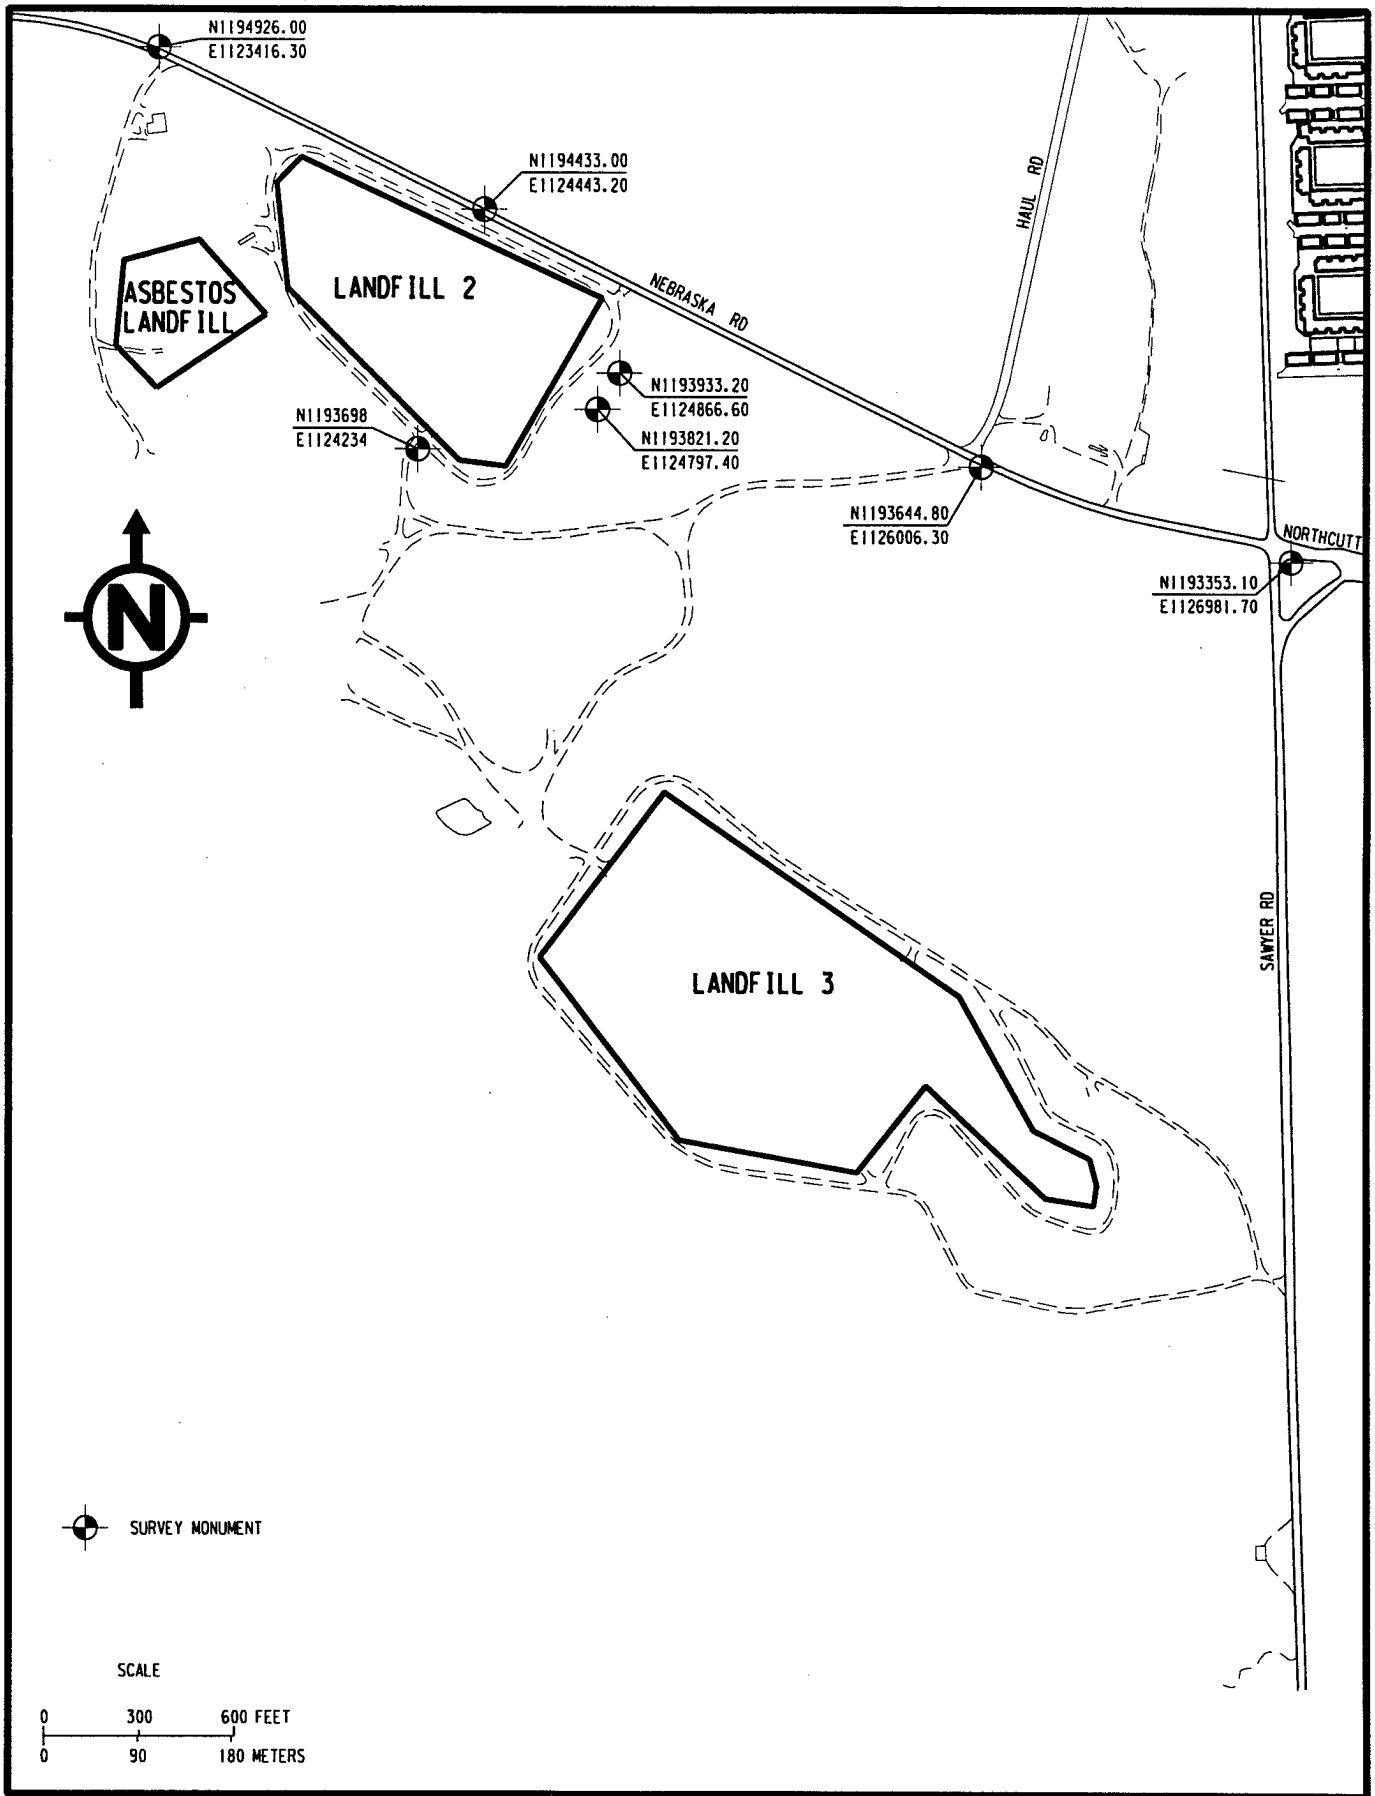 N1194926.00
E1123416.30
N1194433.00
E1124443.20
HAUL RD
NEBRASKA RD
LANDFILL 2
ASBESTOS
LANDFILL
N1193933.20
E1124866.60
N1193698
E1124234
N1193821.20
E1124797.40
N1193644.80
E1126006.30
NORTHCUTT
N1193353.10
E1126981.70
N
SAWYER RD
LANDFILL 3
SURVEY MONUMENT
SCALE
0 300 600 FEET
0 90 180 METERS